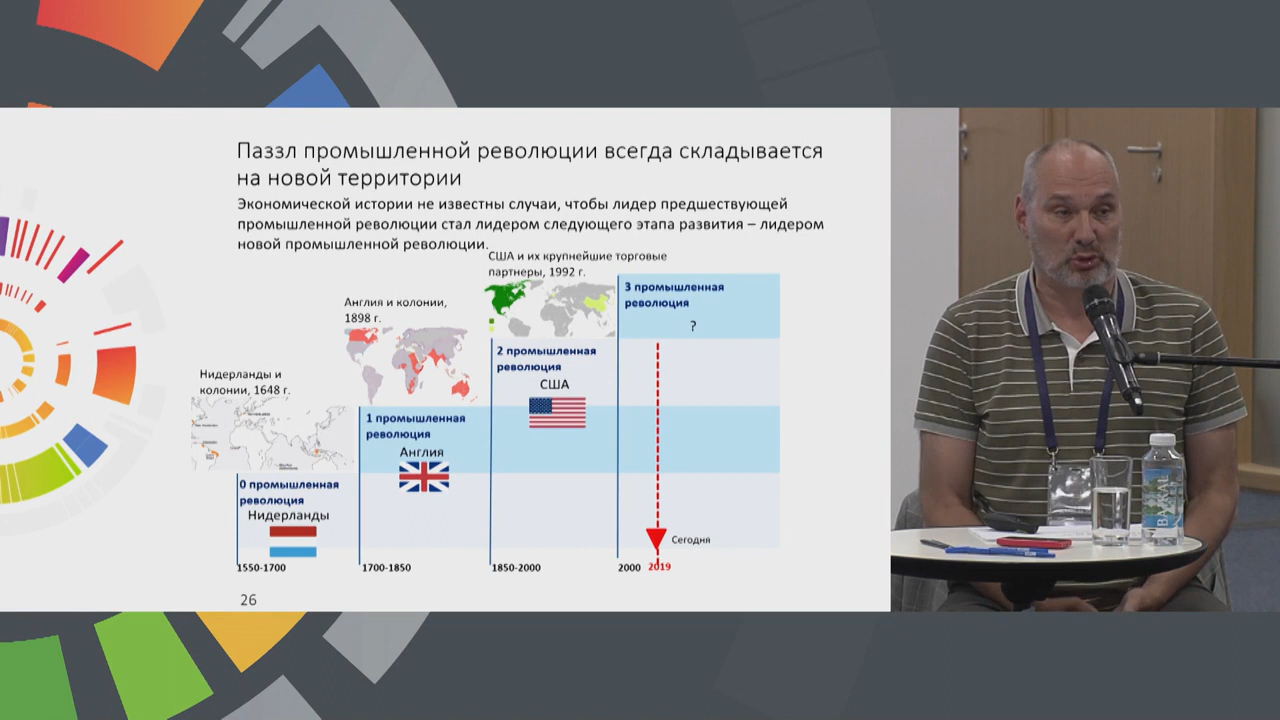 Паззл промышленной революции всегда складывается
на новой территории
Экономической истории не известны случаи, чтобы лидер предшествующей
промышленной революции стал лидером следующего этапа развития – лидером
новой промышленной революции.
США и их крупнейшие торговые
партнеры, 1992 г.
3 промышленная
революция
?
Англия и колонии,
1898 г.
2 промышленная
революция
США
Нидерланды и
колонии, 1648 г.
1 промышленная
революция
Англия
0 промышленная
революция
Нидерланды
Сегодня
1550-1700
1700-1850
1850-2000
2000
2019
26